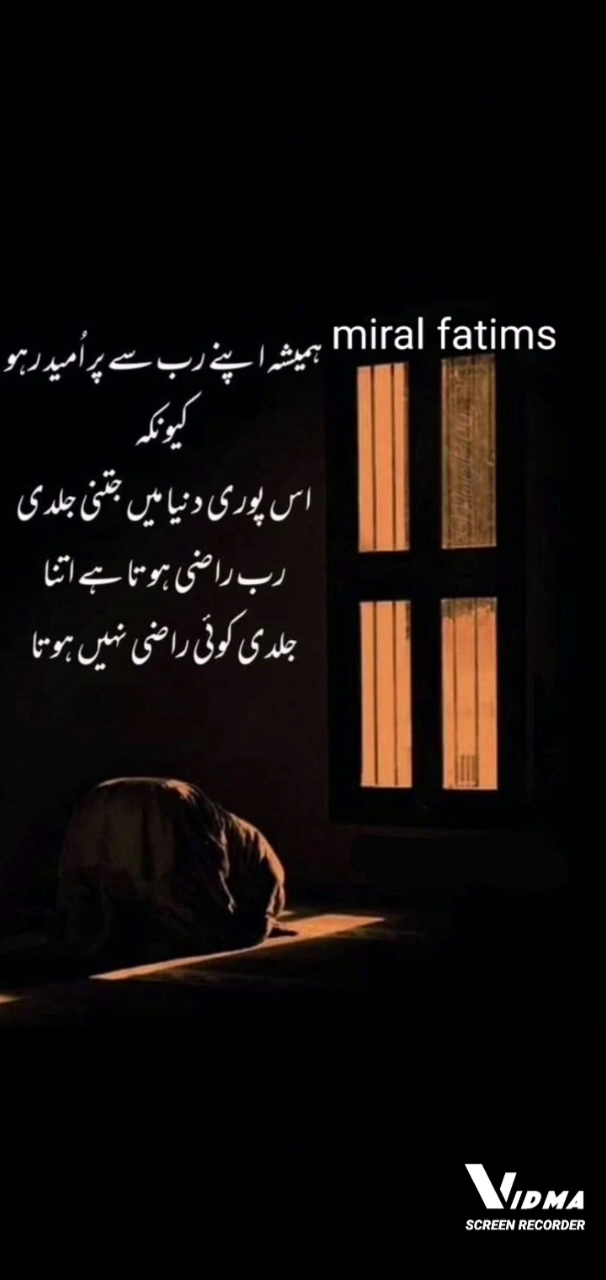 miral fatims
ہمیشہ اپنے رب سے پر اُمید رہو
کیونکہ
اس پوری دنیا میں جتنی جلدی
رب راضی ہوتا ہے اتنا
جلدی کوئی راضی نہیں ہوتا
VIDMA
SCREEN RECORDER